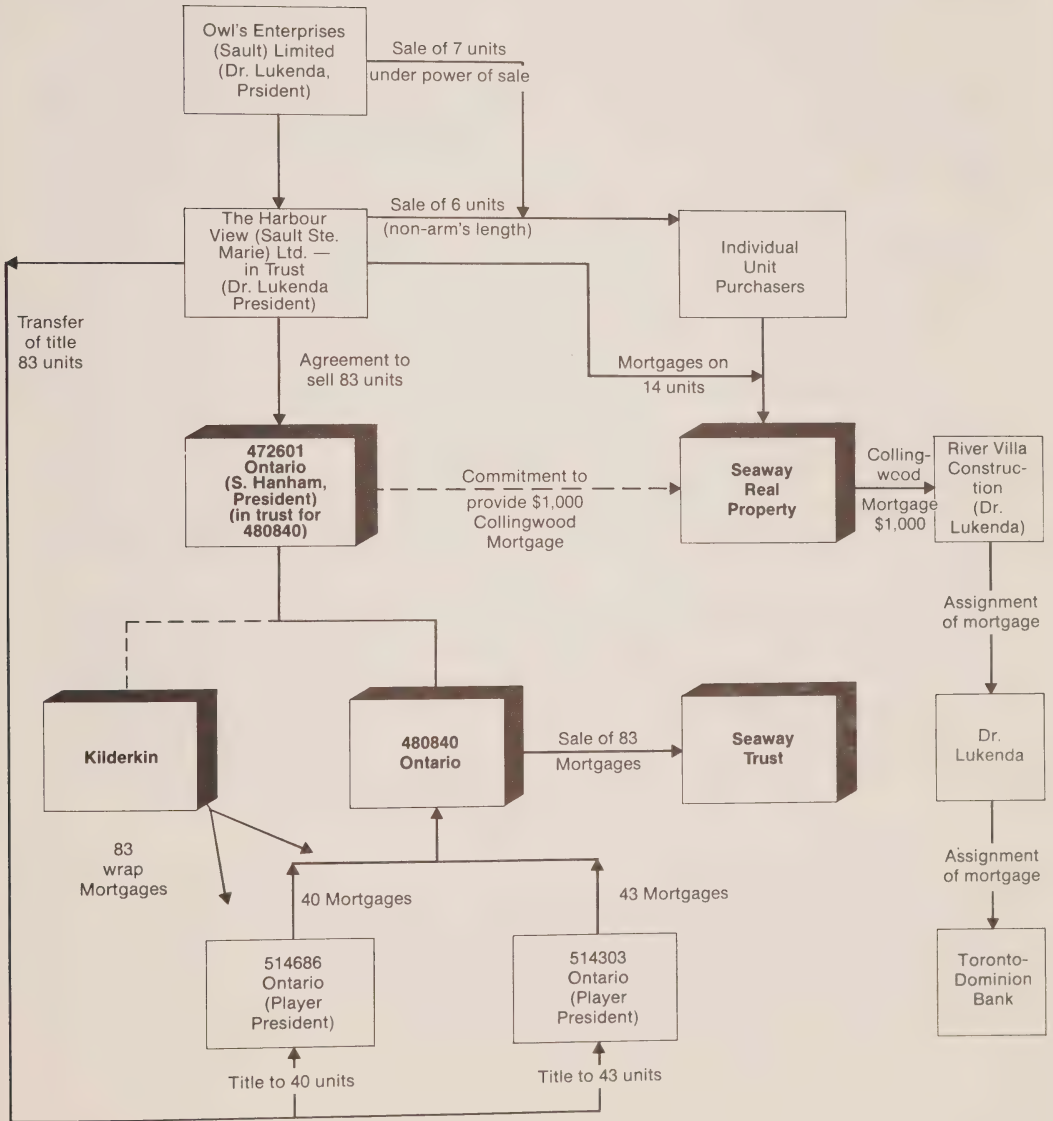 Owl's Enterprises
(Sault) Limited
(Dr. Lukenda,
Prsident)
Sale of 7 units
under power of sale
The Harbour
View (Sault Ste.
Marie) Ltd. —
in Trust
(Dr. Lukenda
President)
Sale of 6 units
(non-arm's length)
Individual
Unit
Purchasers
Transfer
of title
83 units
Agreement to
sell 83 units
Mortgages on
14 units
472601
Ontario
(S. Hanham,
President)
(in trust for
480840)
Commitment to
provide $1,000
Collingwood
Mortgage
Seaway
Real
Property
Colling-
wood
Mortgage
$1,000
River Villa
Construc-
tion
(Dr.
Lukenda)
Assignment
of mortgage
Kilderkin
480840
Ontario
Sale of 83
Mortgages
Seaway
Trust
Dr.
Lukenda
83
wrap
Mortgages
40 Mortgages
43 Mortgages
Assignment
of mortgage
514686
Ontario
(Player
President)
514303
Ontario
(Player
President)
Toronto-
Dominion
Bank
Title to 40 units
Title to 43 units